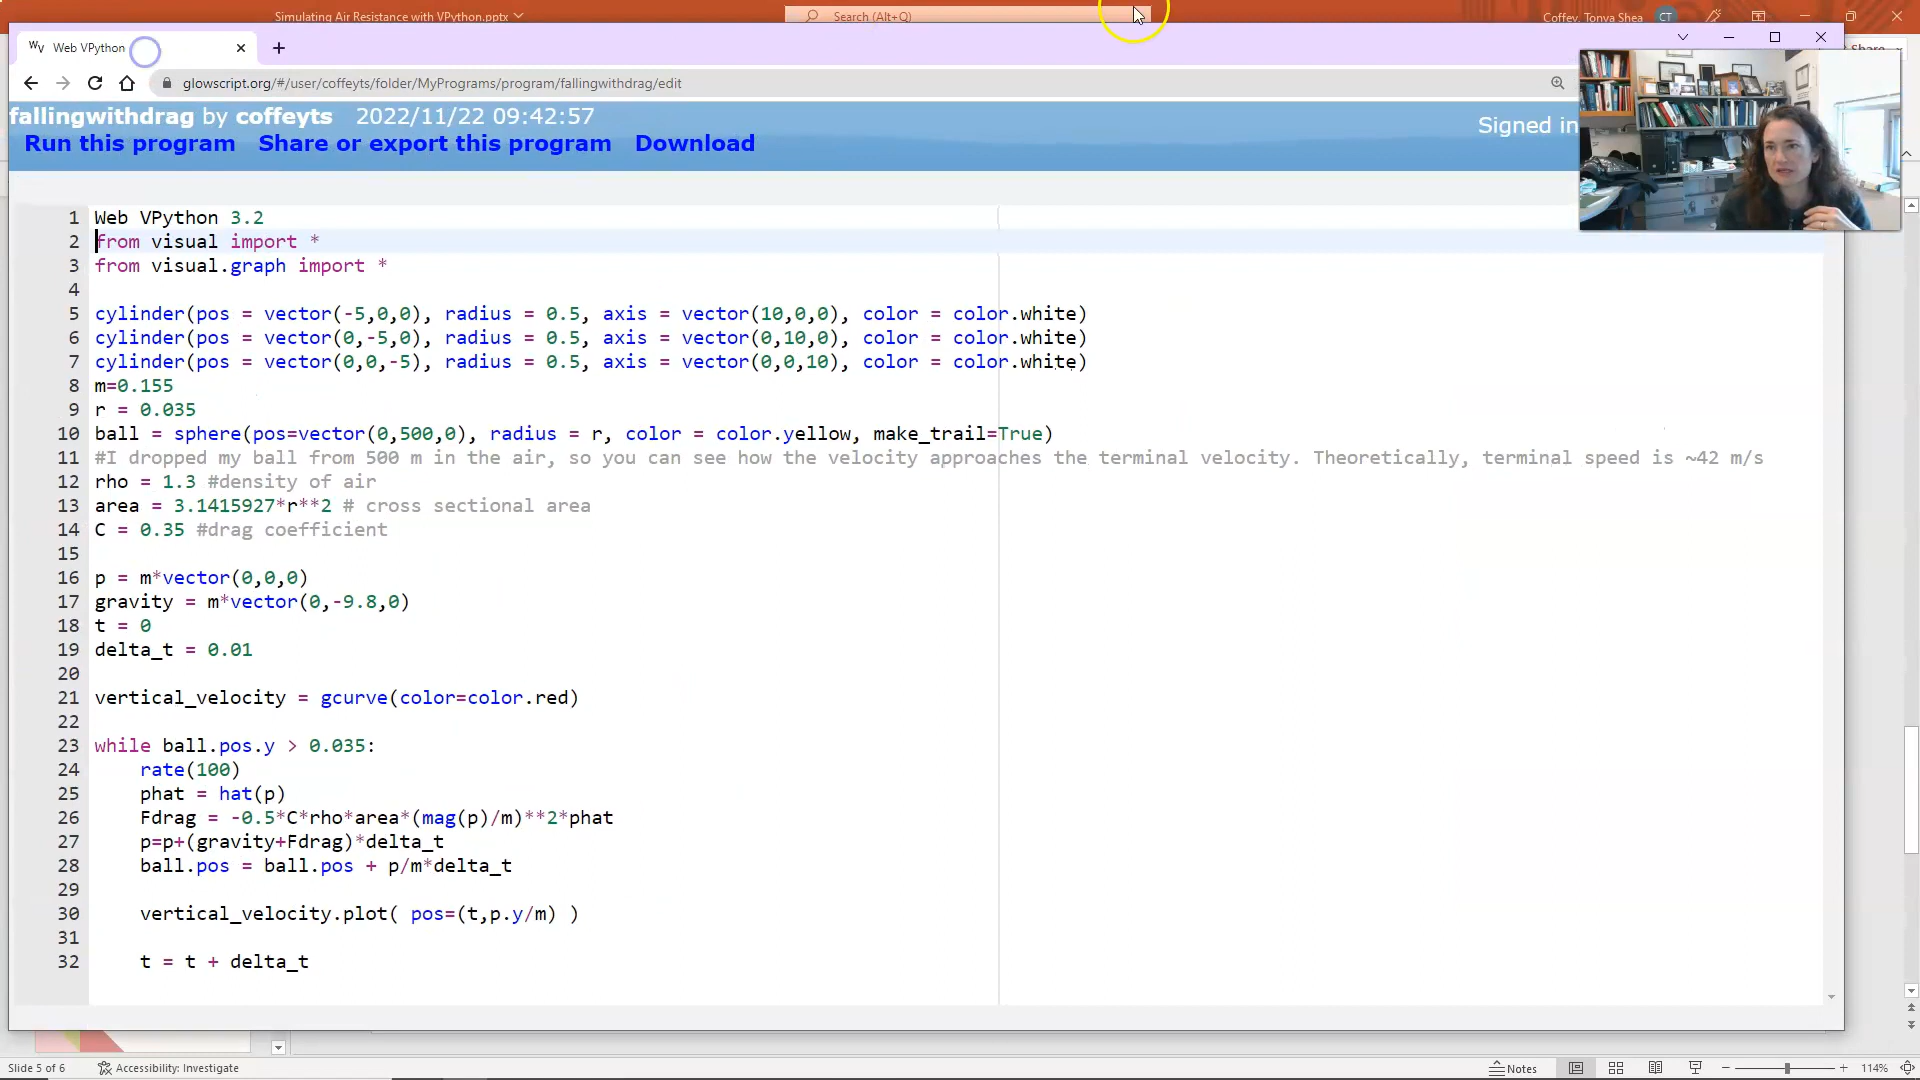 Simulating Air Resistance with VPython.pptx
Search (Alt+Q)
Coffey, Tonya Shea CT
Web VPython
Share
glowscript.org/#/user/coffeyts/folder/MyPrograms/program/fallingwithdrag/edit
fallingwithdrag by coffeyts 2022/11/22 09:42:57
Signed in
Run this program Share or export this program Download
1 Web VPython 3.2
2 from visual import *
3 from visual.graph import *
4
5 cylinder(pos = vector(-5,0,0), radius = 0.5, axis = vector(10,0,0), color = color.white)
6 cylinder(pos = vector(0,-5,0), radius = 0.5, axis = vector(0,10,0), color = color.white)
7 cylinder(pos = vector(0,0,-5), radius = 0.5, axis = vector(0,0,10), color = color.white)
8 m=0.155
9 r = 0.035
10 ball = sphere(pos=vector(0,500,0), radius = r, color = color.yellow, make_trail=True)
11 #I dropped my ball from 500 m in the air, so you can see how the velocity approaches the terminal velocity. Theoretically, terminal speed is ~42 m/s
12 rho = 1.3 #density of air
13 area = 3.1415927*r**2 # cross sectional area
14 C = 0.35 #drag coefficient
15
16 p = m*vector(0,0,0)
17 gravity = m*vector(0,-9.8,0)
18 t = 0
19 delta_t = 0.01
20
21 vertical_velocity = gcurve(color=color.red)
22
23 while ball.pos.y > 0.035:
24 rate(100)
25 phat = hat(p)
26 Fdrag = -0.5*C*rho*area*(mag(p)/m)**2*phat
27 p=p+(gravity+Fdrag)*delta_t
28 ball.pos = ball.pos + p/m*delta_t
29
30 vertical_velocity.plot( pos=(t,p.y/m) )
31
32 t = t + delta_t
Slide 5 of 6 Accessibility: Investigate Notes 114%